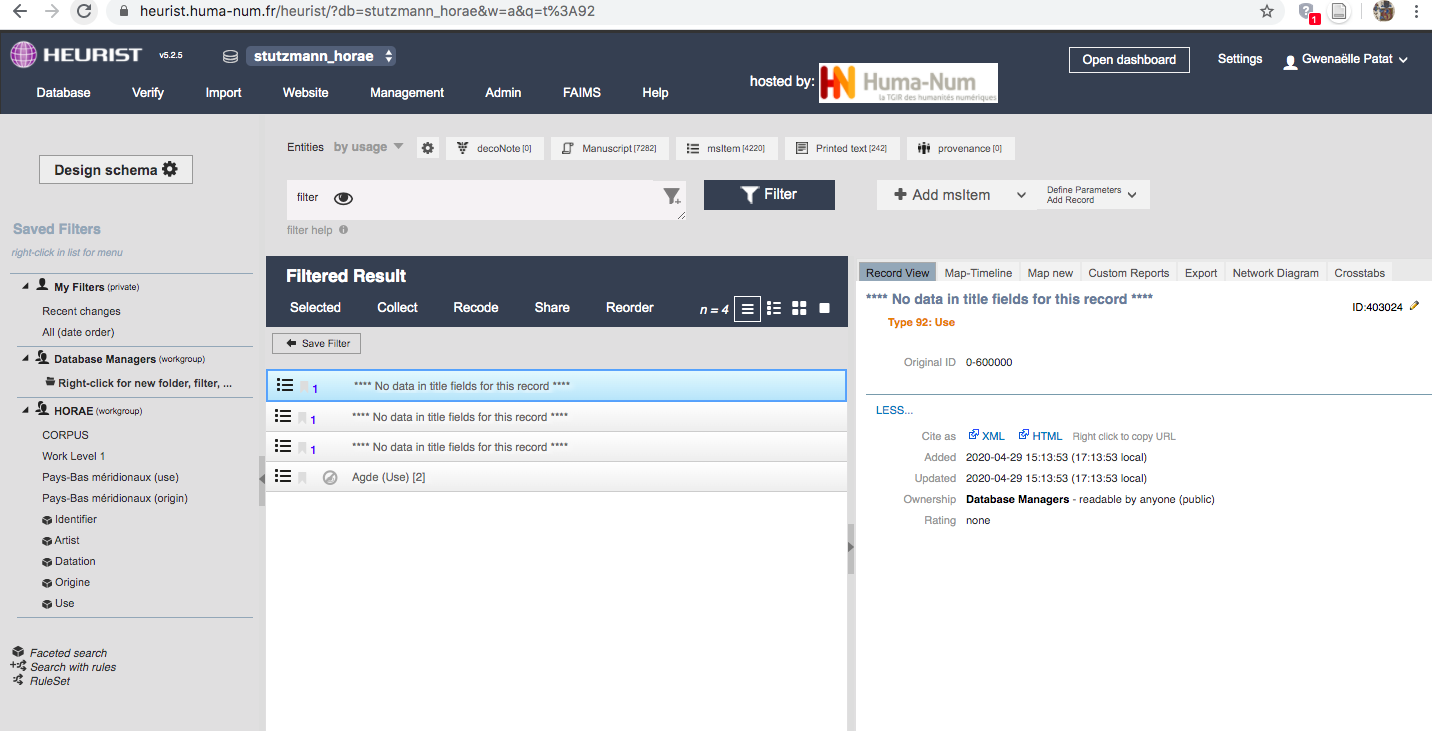 heurist.huma-num.fr/heurist/?db=stutzmann_horae&w=a&q=t%3A92
1
HEURIST v5.2.5 stutzmann_horae
Database Verify Import Website Management Admin FAIMS Help
hosted by: HN Huma-Num
la TGIR des humanités numériques
Open dashboard Settings Gwenaëlle Patat
Design schema
Saved Filters
right-click in list for menu
My Filters (private)
Recent changes
All (date order)
Database Managers (workgroup)
Right-click for new folder, filter, ...
HORAE (workgroup)
CORPUS
Work Level 1
Pays-Bas méridionaux (use)
Pays-Bas méridionaux (origin)
Identifier
Artist
Datation
Origine
Use
Faceted search
Search with rules
RuleSet
Entities by usage decoNote [0] Manuscript [7282] msItem [4220] Printed text [242] provenance [0]
filter
Filter
Add msItem
Define Parameters
Add Record
filter help
Filtered Result
Selected Collect Recode Share Reorder n = 4
Save Filter
1 **** No data in title fields for this record ****
1 **** No data in title fields for this record ****
1 **** No data in title fields for this record ****
Agde (Use) [2]
Record View Map-Timeline Map new Custom Reports Export Network Diagram Crosstabs
**** No data in title fields for this record ****
ID:403024
Type 92: Use
Original ID 0-600000
LESS...
Cite as XML HTML Right click to copy URL
Added 2020-04-29 15:13:53 (17:13:53 local)
Updated 2020-04-29 15:13:53 (17:13:53 local)
Ownership Database Managers - readable by anyone (public)
Rating none